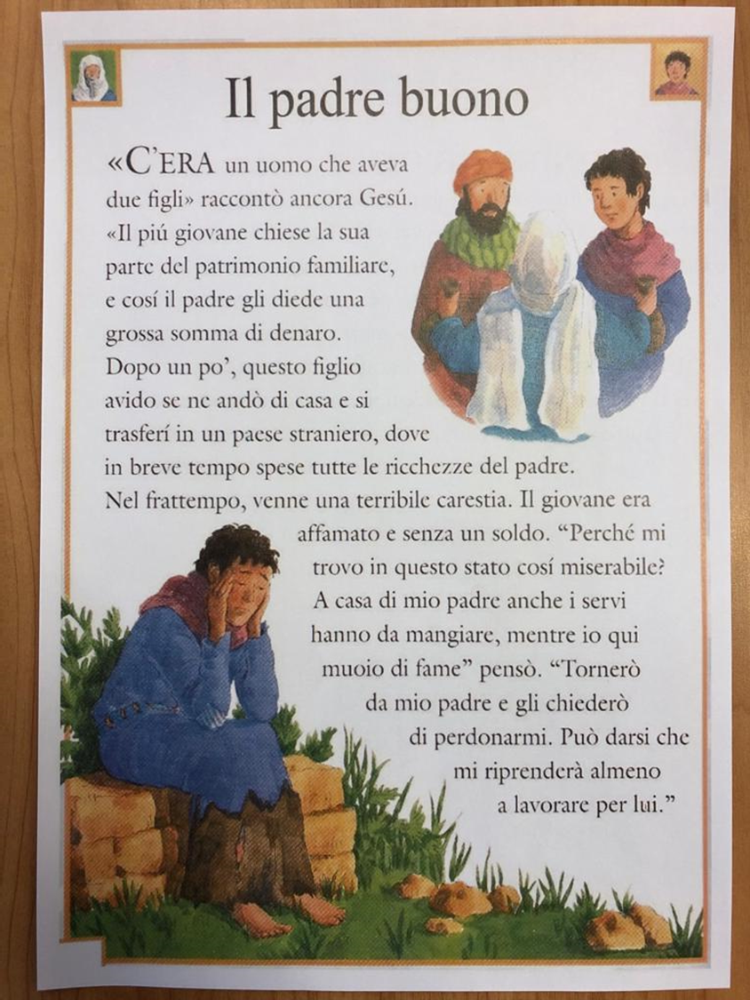 Il padre buono
«C'ERA un uomo che aveva
due figli» raccontò ancora Gesú.
«Il piú giovane chiese la sua
parte del patrimonio familiare,
e cosí il padre gli diede una
grossa somma di denaro.
Dopo un po', questo figlio
avido se ne andò di casa e si
trasferí in un paese straniero, dove
in breve tempo spese tutte le ricchezze del padre.
Nel frattempo, venne una terribile carestia. Il giovane era
affamato e senza un soldo. “Perché mi
trovo in questo stato cosí miserabile?
A casa di mio padre anche i servi
hanno da mangiare, mentre io qui
muoio di fame” pensò. “Tornerò
da mio padre e gli chiederò
di perdonarmi. Può darsi che
mi riprenderà almeno
a lavorare per lui.”